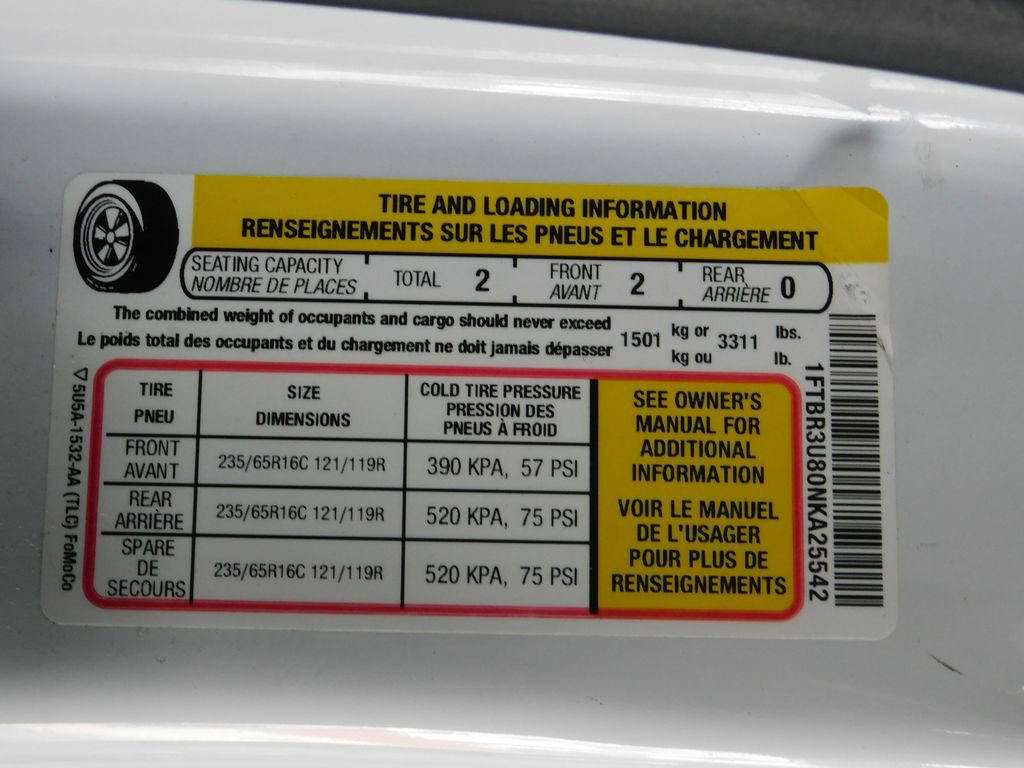 TIRE AND LOADING INFORMATION
RENSEIGNEMENTS SUR LES PNEUS ET LE CHARGEMENT
SEATING CAPACITY
NOMBRE DE PLACES
TOTAL 2
FRONT
AVANT
2
REAR
ARRIÈRE
0
The combined weight of occupants and cargo should never exceed
Le poids total des occupants et du chargement ne doit jamais dépasser
1501
kg or
kg ou
3311
lbs.
lb.
TIRE
PNEU
SIZE
DIMENSIONS
COLD TIRE PRESSURE
PRESSION DES
PNEUS À FROID
FRONT
AVANT
235/65R16C 121/119R
390 KPA, 57 PSI
REAR
ARRIÈRE
235/65R16C 121/119R
520 KPA, 75 PSI
SPARE
DE
SECOURS
235/65R16C 121/119R
520 KPA, 75 PSI
SEE OWNER'S
MANUAL FOR
ADDITIONAL
INFORMATION
VOIR LE MANUEL
DE L'USAGER
POUR PLUS DE
RENSEIGNEMENTS
5U5A-1532-AA (TLC) FoMoCo
1FTBR3U80NKA25542